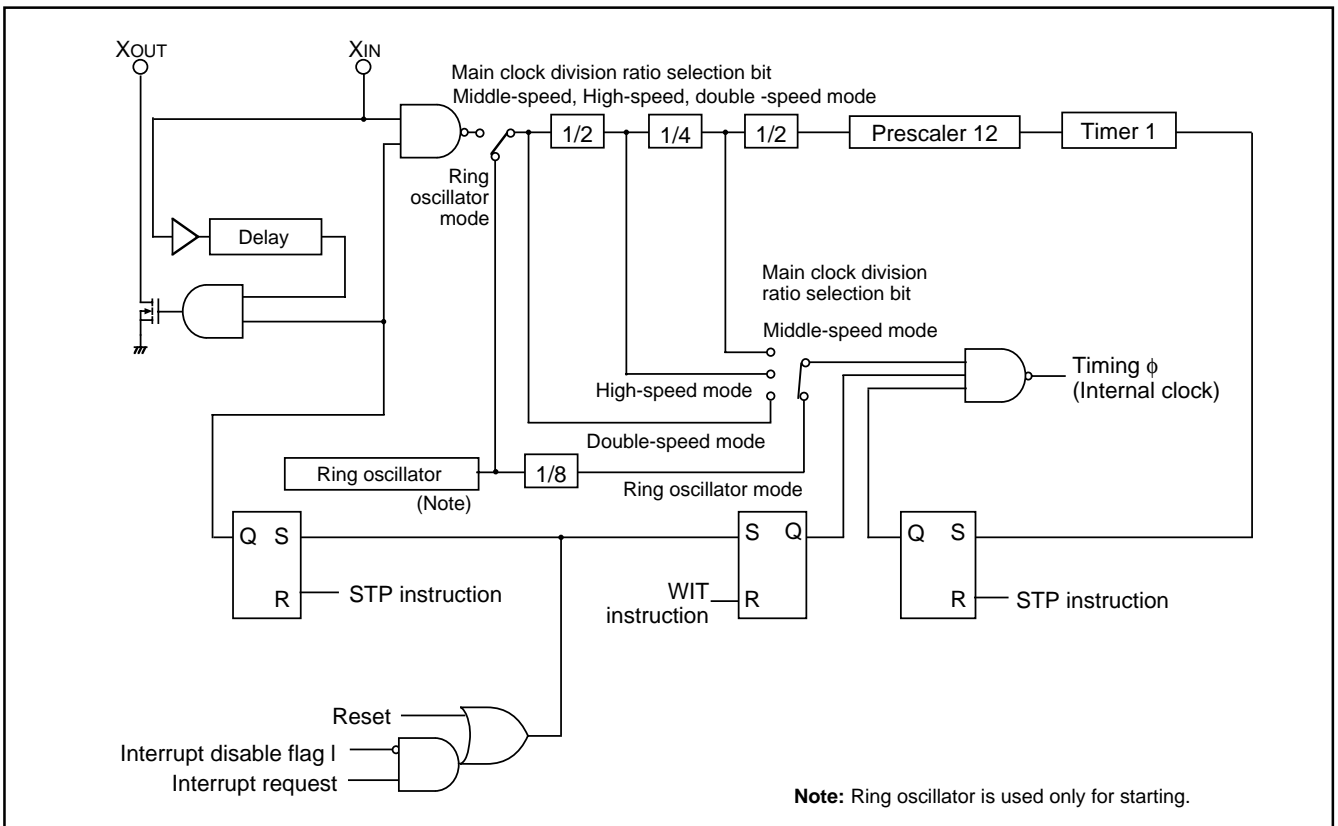 XOUT
XIN
Main clock division ratio selection bit
Middle-speed, High-speed, double -speed mode
1/2
1/4
1/2
Prescaler 12
Timer 1
Ring
oscillator
mode
Delay
Main clock division
ratio selection bit
Middle-speed mode
High-speed mode
Timing ϕ
(Internal clock)
Double-speed mode
Ring oscillator
1/8
Ring oscillator mode
(Note)
Q S
R
STP instruction
S Q
R
WIT
instruction
Q S
R
STP instruction
Reset
Interrupt disable flag l
Interrupt request
Note: Ring oscillator is used only for starting.